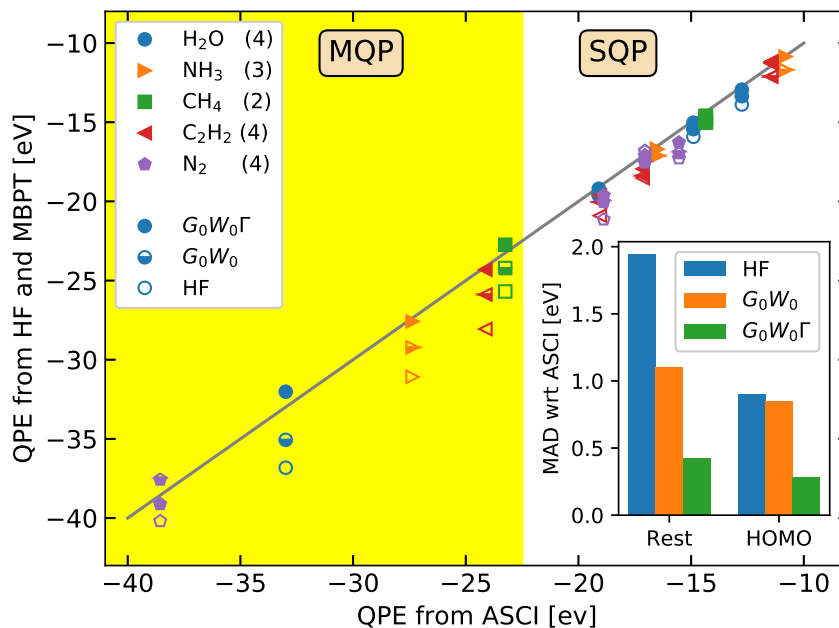 MQP
SQP
H₂O (4)
NH₃ (3)
CH₄ (2)
C₂H₂ (4)
N₂ (4)
G₀W₀Γ
G₀W₀
HF
QPE from HF and MBPT [eV]
−10
−15
−20
−25
−30
−35
−40
−40
−35
−30
−25
−20
−15
−10
QPE from ASCI [ev]
MAD wrt ASCI [eV]
2.0
1.5
1.0
0.5
0.0
HF
G₀W₀
G₀W₀Γ
Rest
HOMO